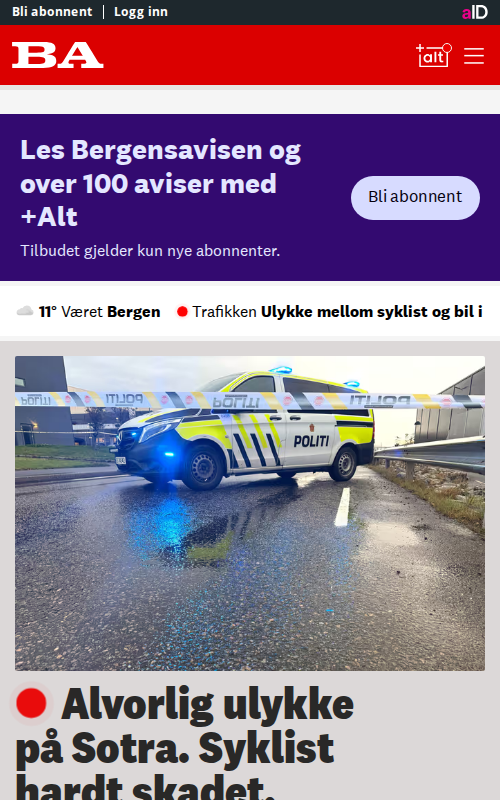 Bli abonnent | Logg inn
aID
BA
+alt
Les Bergensavisen og
over 100 aviser med
+Alt
Bli abonnent
Tilbudet gjelder kun nye abonnenter.
11° Været Bergen
Trafikken Ulykke mellom syklist og bil i
POLITI POLITI POLITI POLITI
POLITI
Alvorlig ulykke
på Sotra. Syklist
hardt skadet.